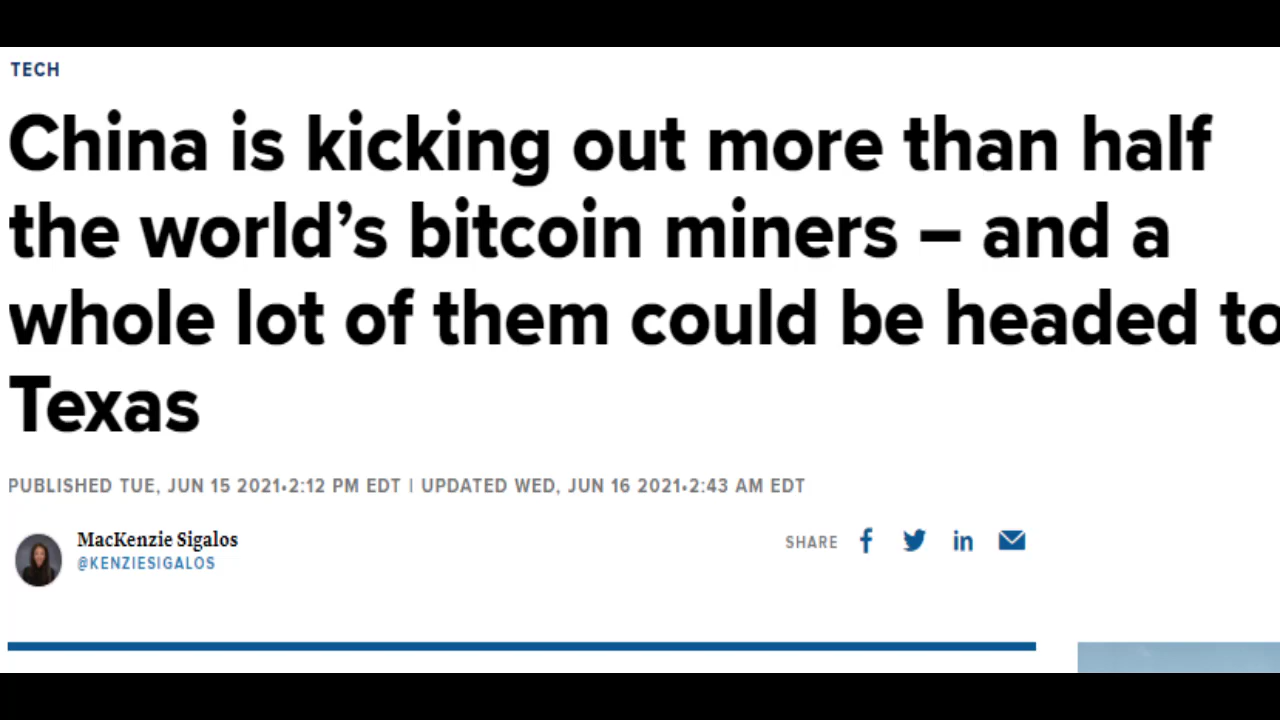 TECH
China is kicking out more than half
the world’s bitcoin miners – and a
whole lot of them could be headed to
Texas
PUBLISHED TUE, JUN 15 2021•2:12 PM EDT | UPDATED WED, JUN 16 2021•2:43 AM EDT
MacKenzie Sigalos
@KENZIESIGALOS
SHARE